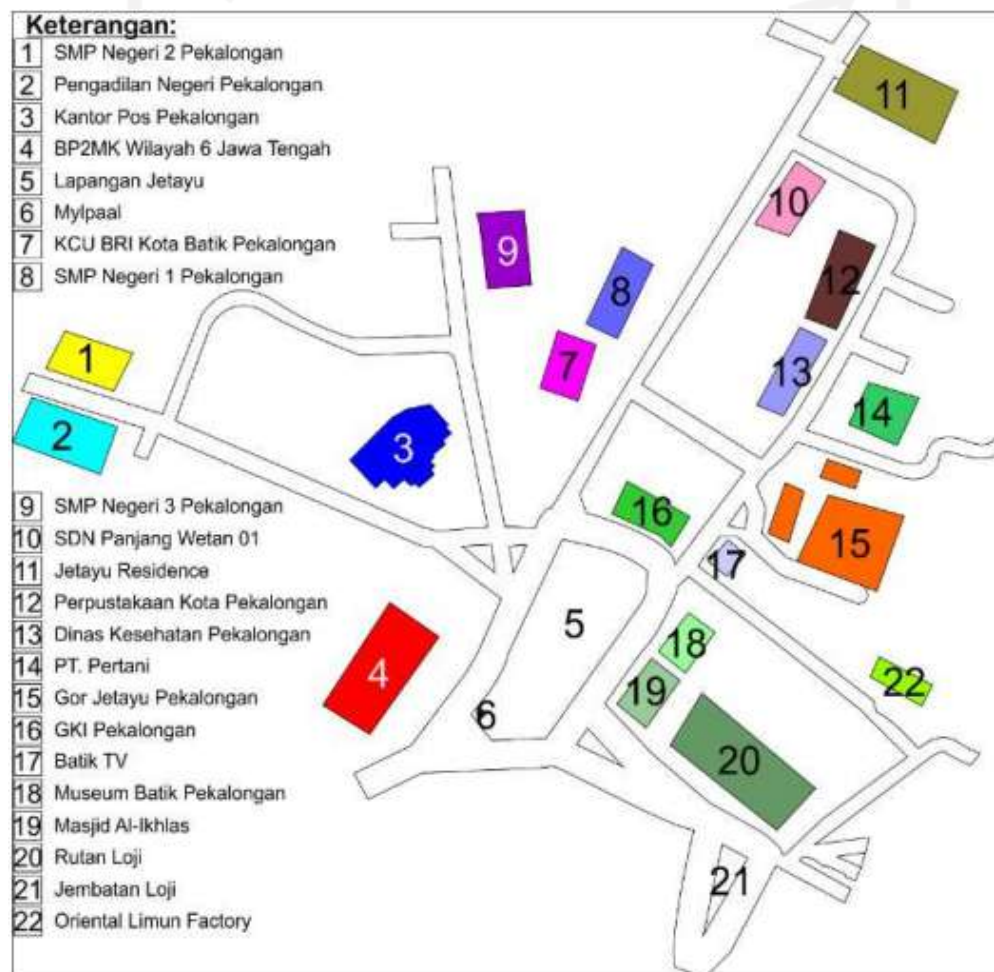 Keterangan:
1 SMP Negeri 2 Pekalongan
2 Pengadilan Negeri Pekalongan
3 Kantor Pos Pekalongan
4 BP2MK Wilayah 6 Jawa Tengah
5 Lapangan Jetayu
6 Mylpaal
7 KCU BRI Kota Batik Pekalongan
8 SMP Negeri 1 Pekalongan
9 SMP Negeri 3 Pekalongan
10 SDN Panjang Wetan 01
11 Jetayu Residence
12 Perpustakaan Kota Pekalongan
13 Dinas Kesehatan Pekalongan
14 PT. Pertani
15 Gor Jetayu Pekalongan
16 GKI Pekalongan
17 Batik TV
18 Museum Batik Pekalongan
19 Masjid Al-Ikhlas
20 Rutan Loji
21 Jembatan Loji
22 Oriental Limun Factory
11
10
9
8
12
7
13
1
14
2
3
16
15
17
5
18
4
19
22
6
20
21